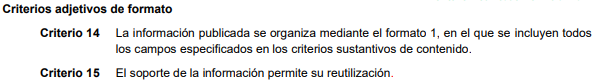 Criterios adjetivos de formato
Criterio 14 La información publicada se organiza mediante el formato 1, en el que se incluyen todos
los campos especificados en los criterios sustantivos de contenido.
Criterio 15 El soporte de la información permite su reutilización.